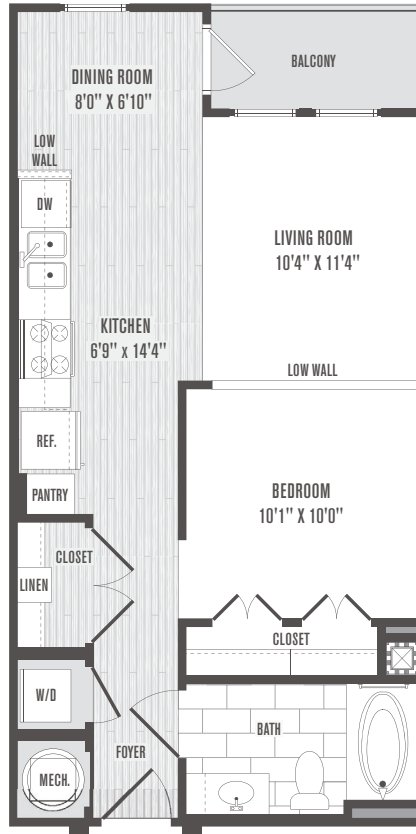 DINING ROOM
8'0" X 6'10"
BALCONY
LOW
WALL
DW
LIVING ROOM
10'4" X 11'4"
KITCHEN
6'9" x 14'4"
LOW WALL
REF.
PANTRY
BEDROOM
10'1" X 10'0"
CLOSET
LINEN
CLOSET
W/D
BATH
FOYER
MECH.